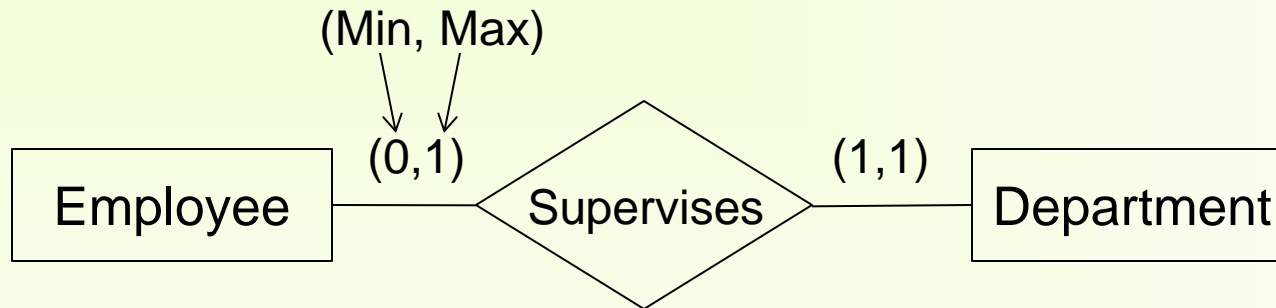 (Min, Max)
(0,1)
(1,1)
Employee
Supervises
Department